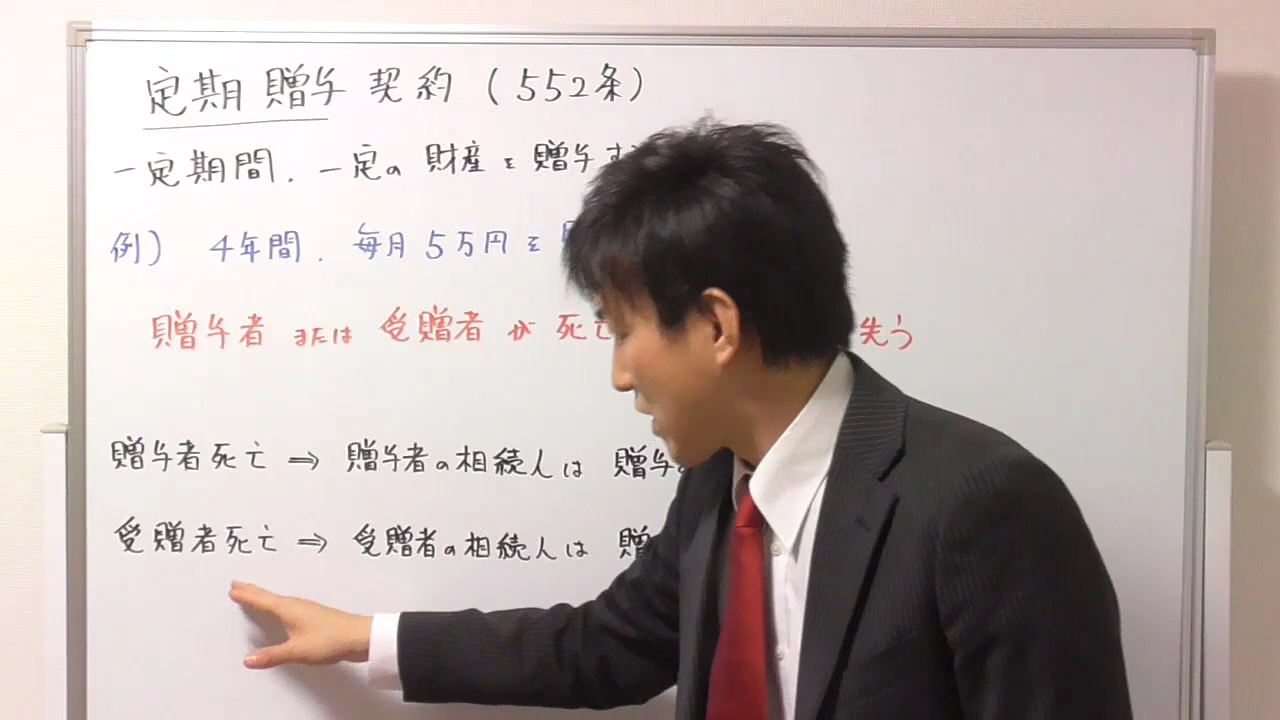 定期贈与契約(552条)
一定期間、一定の財産を贈与す
例) 4年間、毎月5万円を
贈与者または受贈者が死亡 失う
贈与者死亡⇒贈与者の相続人は 贈与
受贈者死亡⇒受贈者の相続人は 贈